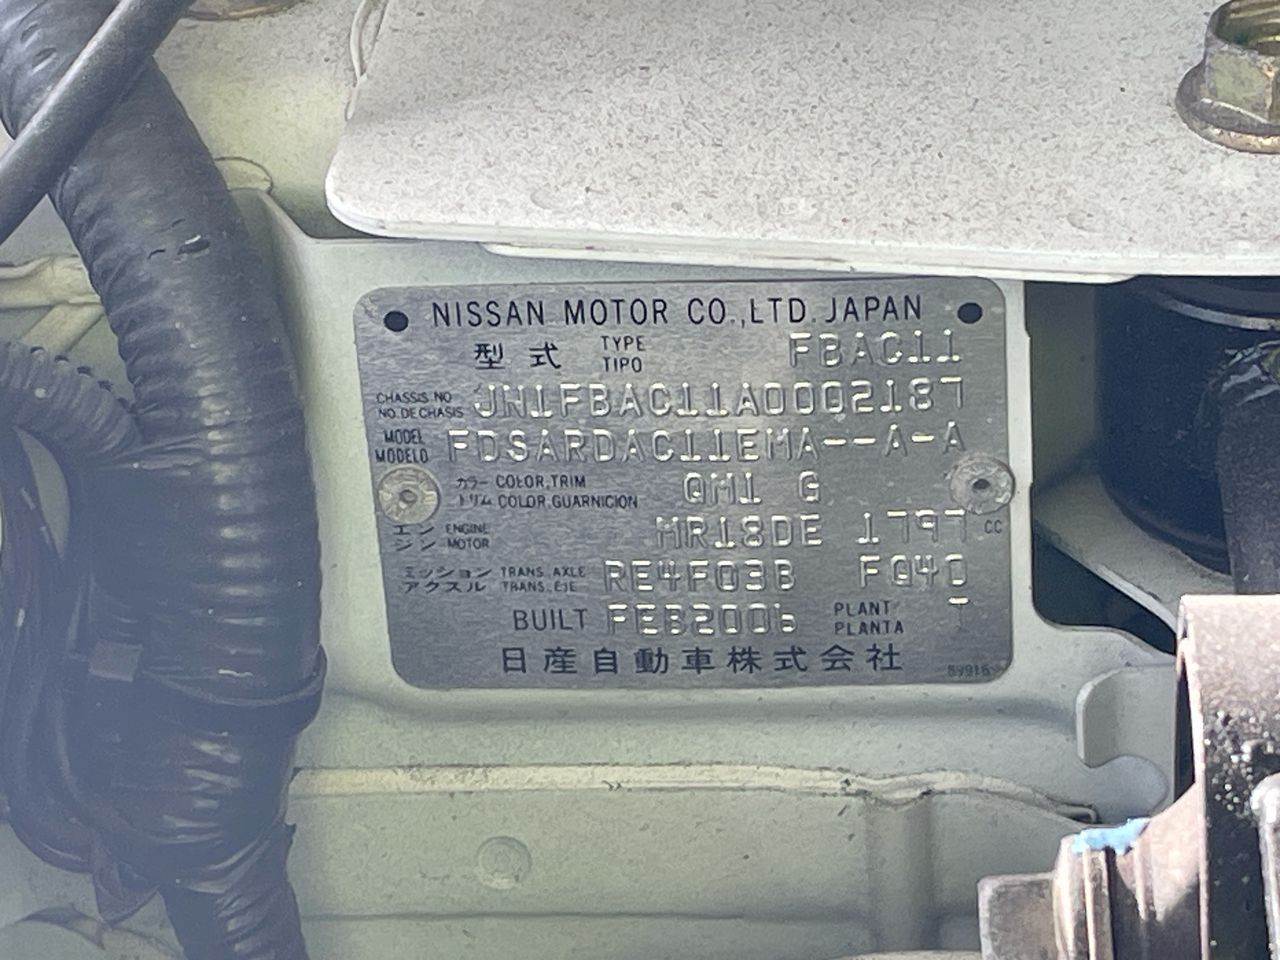 NISSAN MOTOR CO.,LTD. JAPAN
型式 TYPE TIPO FBAC11
CHASSIS NO NO. DE CHASIS JN1FBAC11A0002187
MODEL MODELO FDSARDAC11EMA--A-A
カラー トリム COLOR, TRIM COLOR, GUARNICION QM1 G
エンジン ENGINE MOTOR MR18DE 1797 CC
ミッション アクスル TRANS. AXLE TRANS. EJE RE4F03B FQ40
BUILT FEB2006 PLANT PLANTA T
日産自動車株式会社